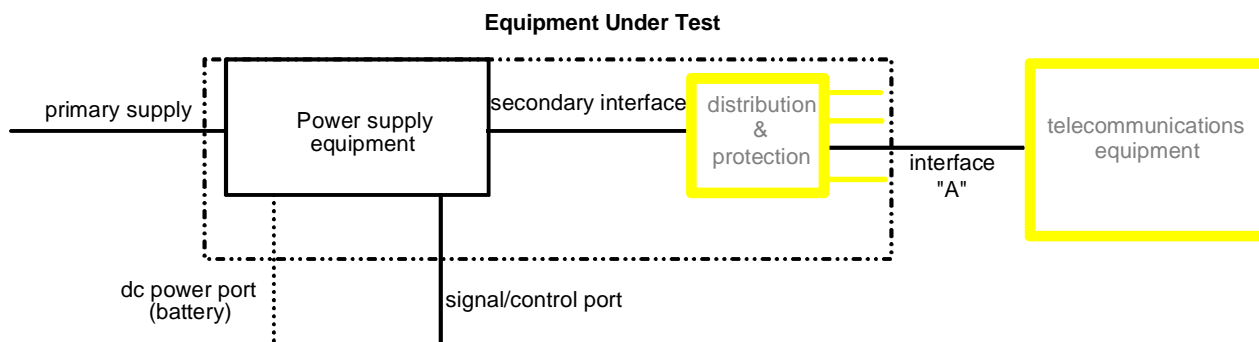 Equipment Under Test
primary supply
Power supply
equipment
secondary interface
distribution
&
protection
interface
"A"
telecommunications
equipment
dc power port
(battery)
signal/control port